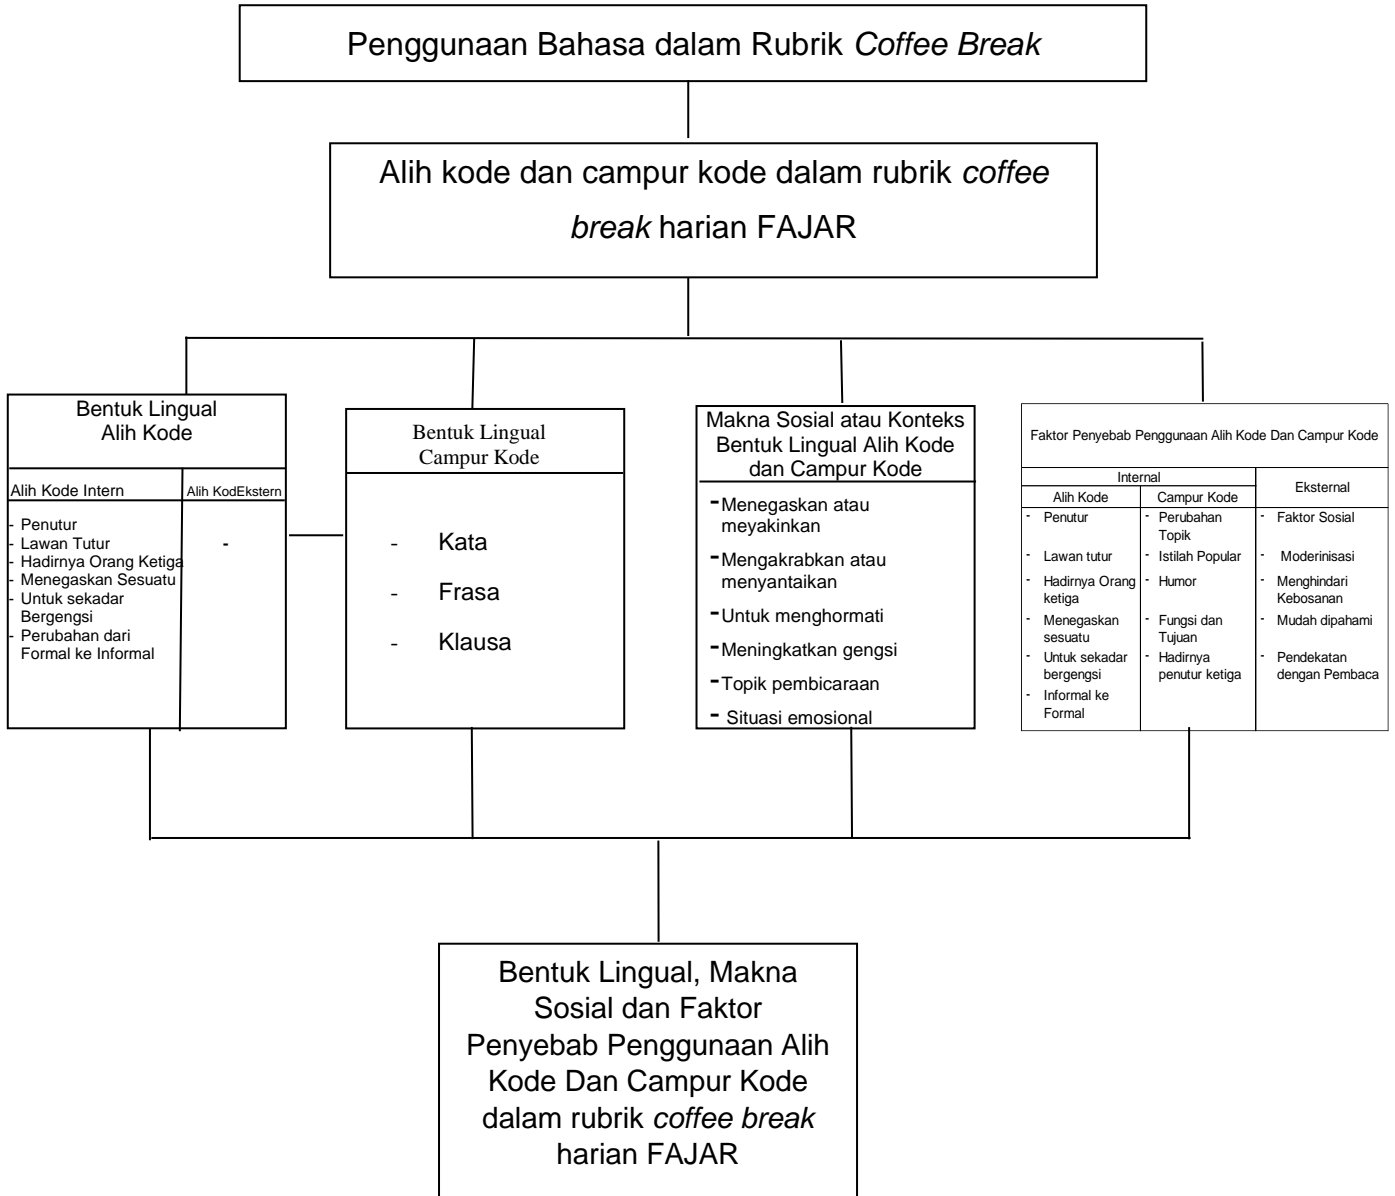 Penggunaan Bahasa dalam Rubrik Coffee Break
Alih kode dan campur kode dalam rubrik coffee
break harian FAJAR
Bentuk Lingual
Alih Kode
Alih Kode Intern
Alih KodEkstern
- Penutur
- Lawan Tutur
- Hadirnya Orang Ketiga
- Menegaskan Sesuatu
- Untuk sekadar
Bergengsi
- Perubahan dari
Formal ke Informal
-
Bentuk Lingual
Campur Kode
- Kata
- Frasa
- Klausa
Makna Sosial atau Konteks
Bentuk Lingual Alih Kode
dan Campur Kode
- Menegaskan atau
meyakinkan
- Mengakrabkan atau
menyantaikan
- Untuk menghormati
- Meningkatkan gengsi
- Topik pembicaraan
- Situasi emosional
Faktor Penyebab Penggunaan Alih Kode Dan Campur Kode
Internal
Eksternal
Alih Kode
Campur Kode
- Penutur
- Lawan tutur
- Hadirnya Orang
ketiga
- Menegaskan
sesuatu
- Untuk sekadar
bergengsi
- Informal ke
Formal
- Perubahan
Topik
- Istilah Popular
- Humor
- Fungsi dan
Tujuan
- Hadirnya
penutur ketiga
- Faktor Sosial
- Moderinisasi
- Menghindari
Kebosanan
- Mudah dipahami
- Pendekatan
dengan Pembaca
Bentuk Lingual, Makna
Sosial dan Faktor
Penyebab Penggunaan Alih
Kode Dan Campur Kode
dalam rubrik coffee break
harian FAJAR